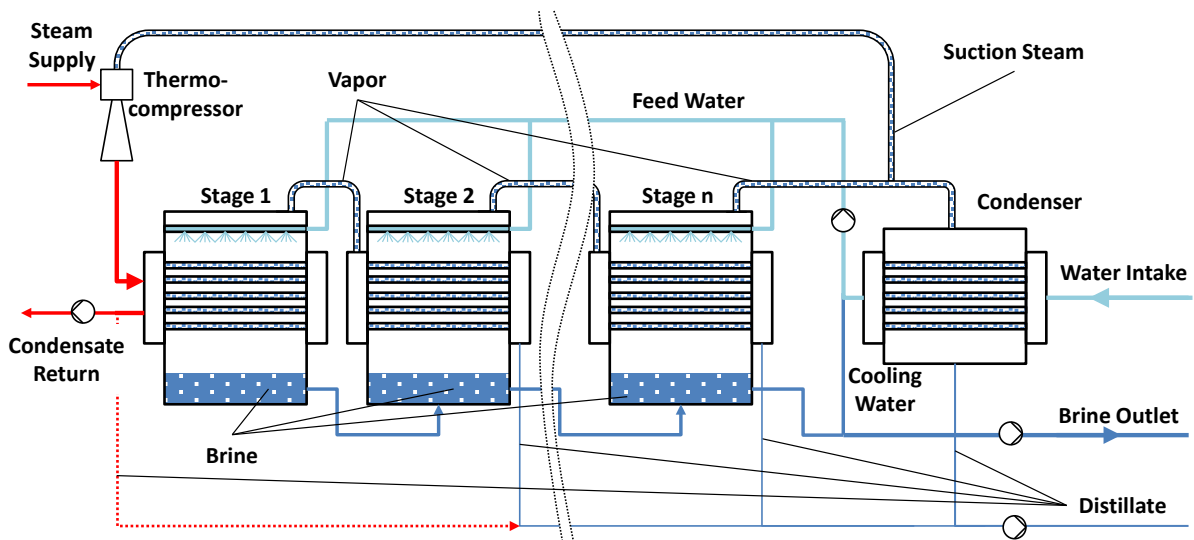 Steam
Supply
Thermo-
compressor
Vapor
Feed Water
Suction Steam
Stage 1
Stage 2
Stage n
Condenser
Water Intake
Condensate
Return
Cooling
Water
Brine Outlet
Brine
Distillate